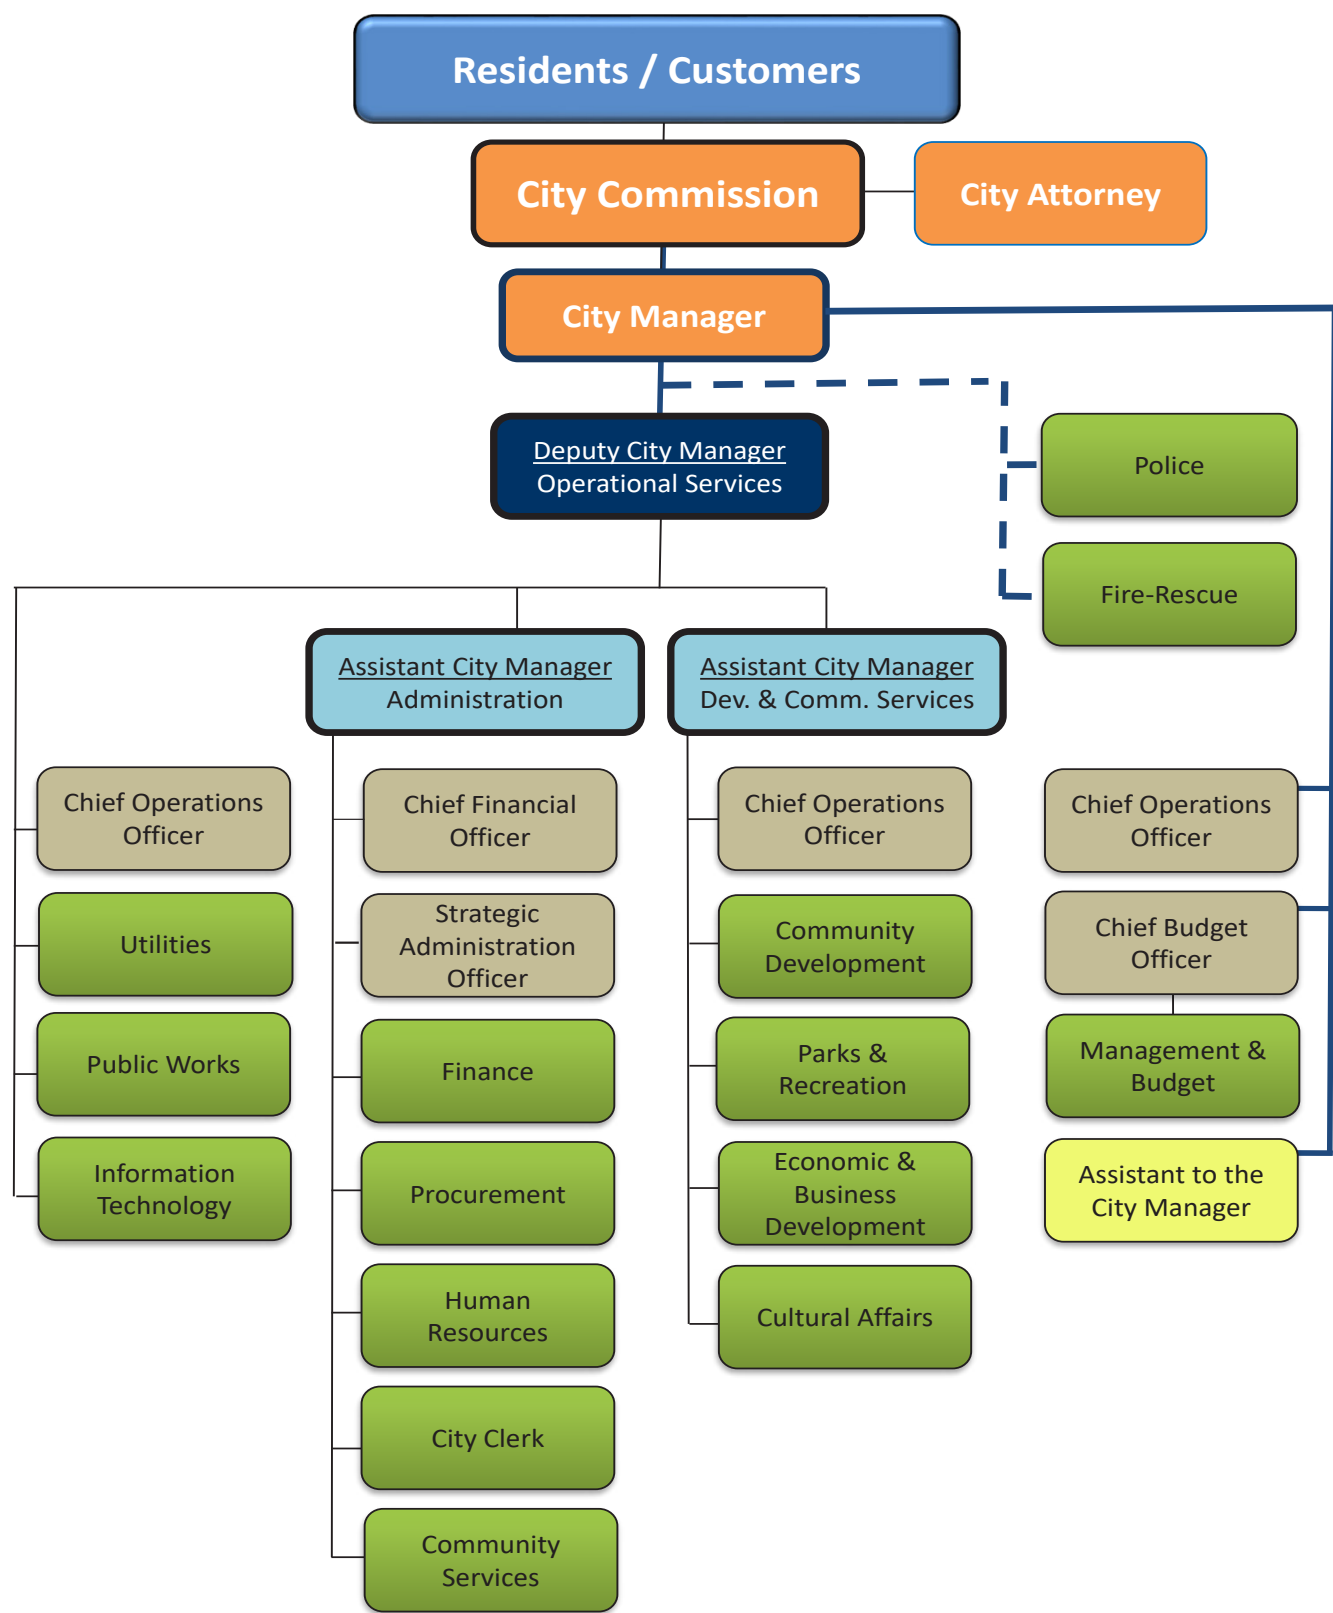 Residents / Customers
City Commission
City Attorney
City Manager
Deputy City Manager
Operational Services
Police
Fire-Rescue
Assistant City Manager
Administration
Assistant City Manager
Dev. & Comm. Services
Chief Operations
Officer
Utilities
Public Works
Information
Technology
Chief Financial
Officer
Strategic
Administration
Officer
Finance
Procurement
Human
Resources
City Clerk
Community
Services
Chief Operations
Officer
Community
Development
Parks &
Recreation
Economic &
Business
Development
Cultural Affairs
Chief Operations
Officer
Chief Budget
Officer
Management &
Budget
Assistant to the
City Manager